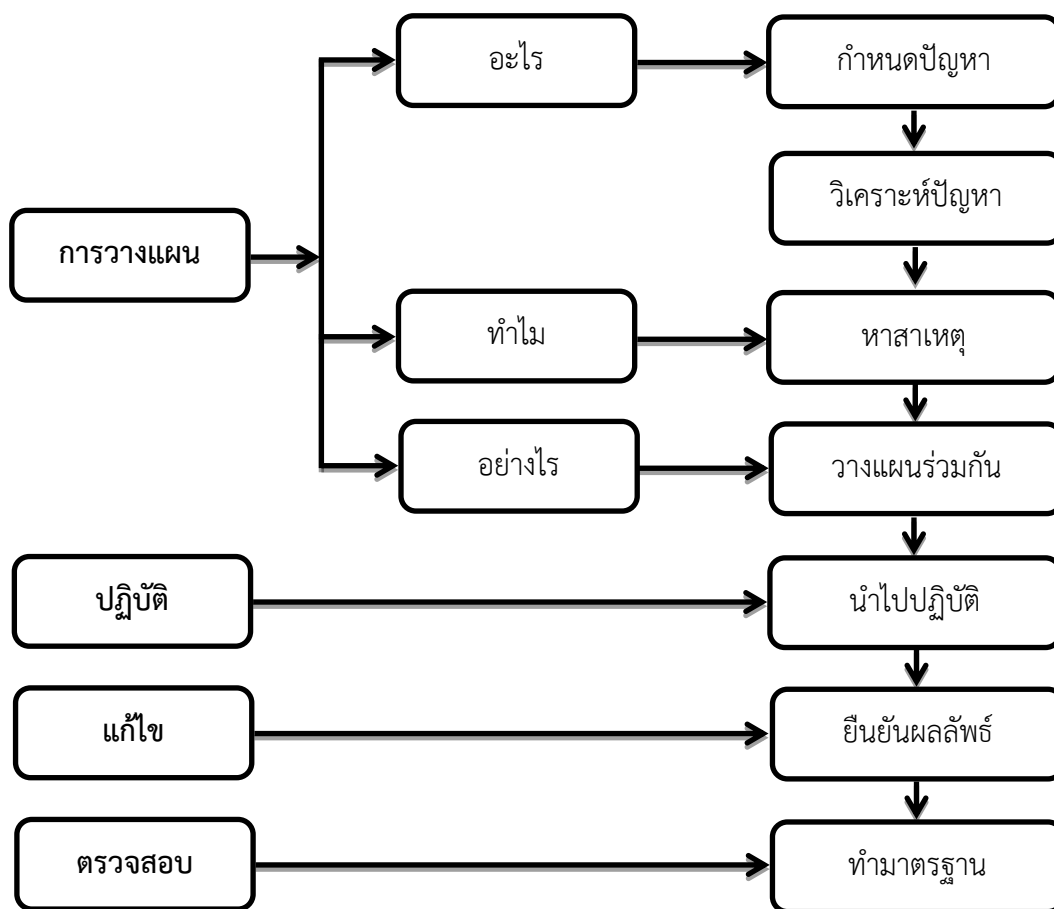 อะไร
กำหนดปัญหา
วิเคราะห์ปัญหา
การวางแผน
ทำไม
หาสาเหตุ
อย่างไร
วางแผนร่วมกัน
ปฏิบัติ
นำไปปฏิบัติ
แก้ไข
ยืนยันผลลัพธ์
ตรวจสอบ
ทำมาตรฐาน